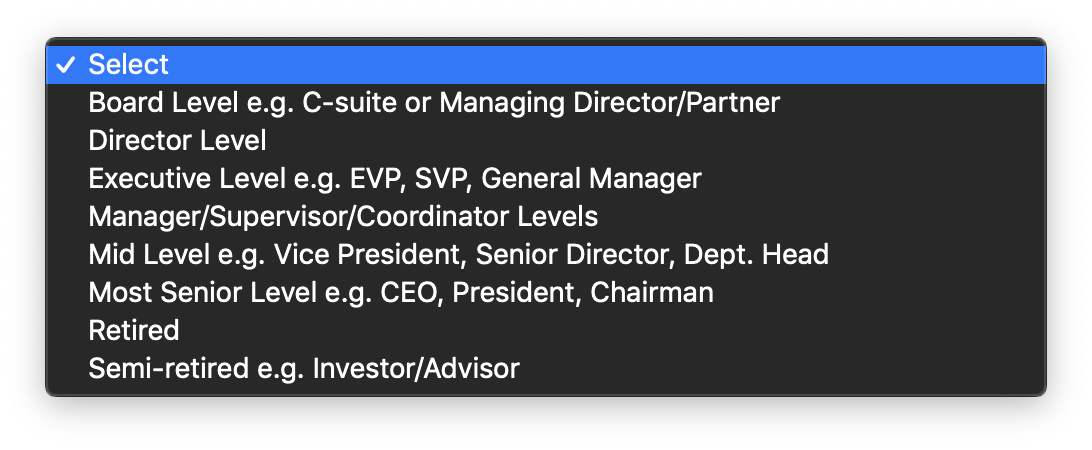 Select
Board Level e.g. C-suite or Managing Director/Partner
Director Level
Executive Level e.g. EVP, SVP, General Manager
Manager/Supervisor/Coordinator Levels
Mid Level e.g. Vice President, Senior Director, Dept. Head
Most Senior Level e.g. CEO, President, Chairman
Retired
Semi-retired e.g. Investor/Advisor